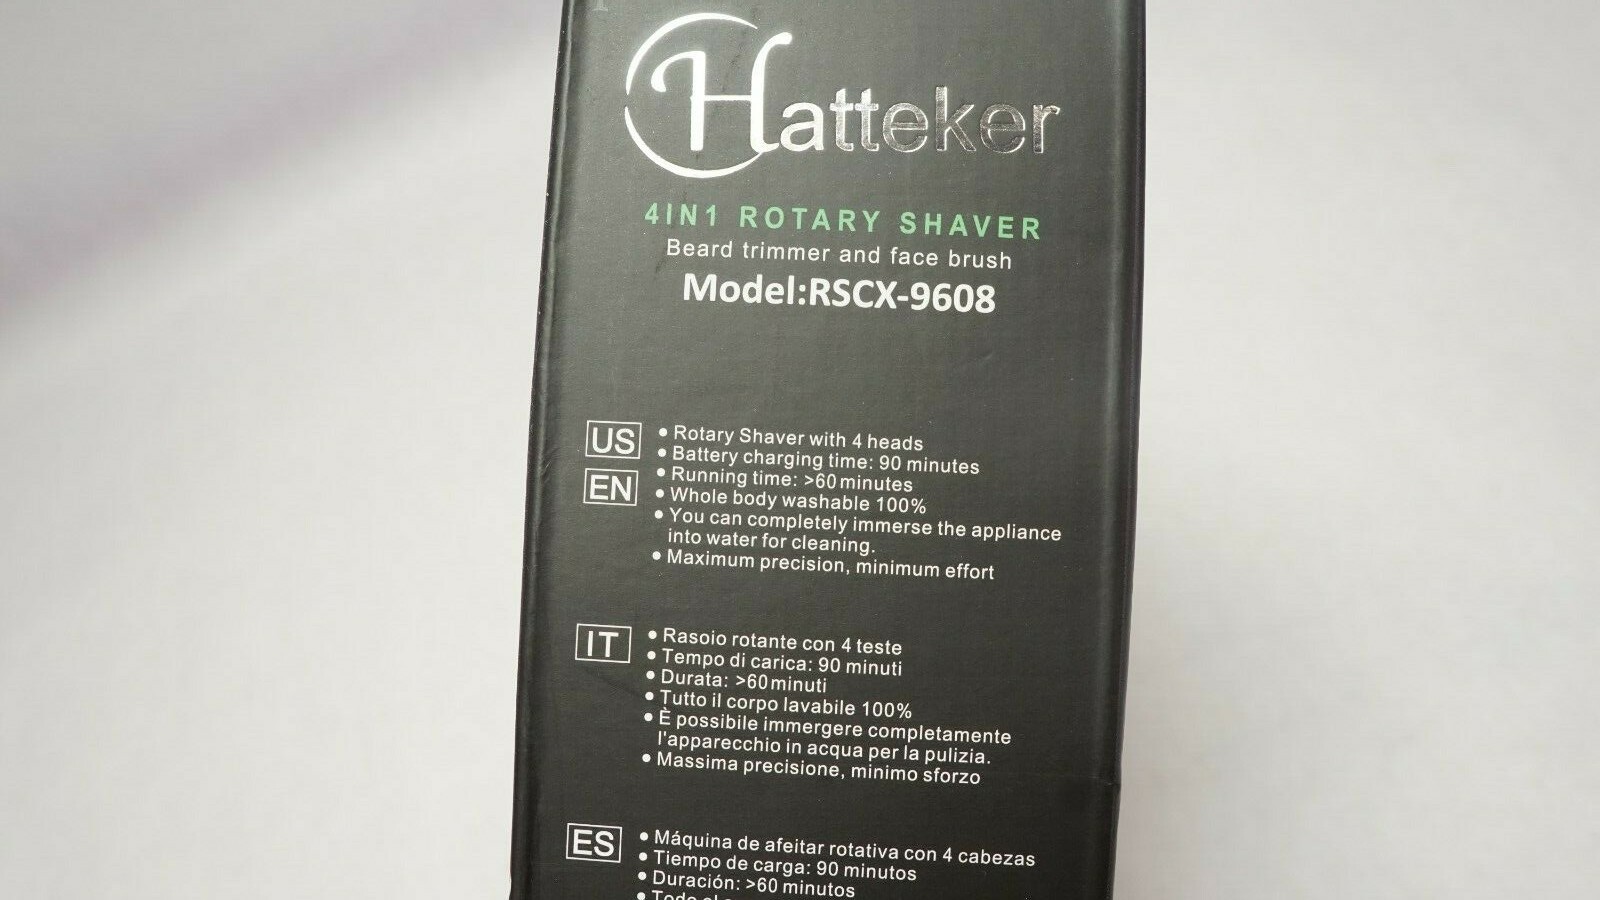 Hatteker
4IN1 ROTARY SHAVER
Beard trimmer and face brush
Model:RSCX-9608
US
EN
• Rotary Shaver with 4 heads
• Battery charging time: 90 minutes
• Running time: >60minutes
• Whole body washable 100%
• You can completely immerse the appliance
into water for cleaning.
• Maximum precision, minimum effort
IT
• Rasoio rotante con 4 teste
• Tempo di carica: 90 minuti
• Durata: >60minuti
• Tutto il corpo lavabile 100%
• È possibile immergere completamente
l'apparecchio in acqua per la pulizia.
• Massima precisione, minimo sforzo
ES
• Máquina de afeitar rotativa con 4 cabezas
• Tiempo de carga: 90 minutos
• Duración: >60 minutos